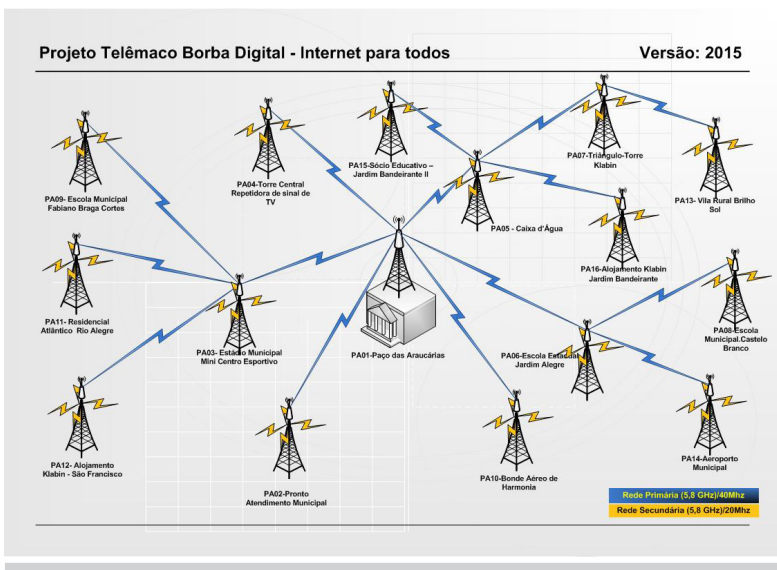 Projeto Telêmaco Borba Digital - Internet para todos
Versão: 2015
PA09- Escola Municipal
Fabiano Braga Cortes
PA04-Torre Central
Repetidora de sinal de
TV
PA15-Sócio Educativo –
Jardim Bandeirante II
PA07-Triângulo-Torre
Klabin
PA13- Vila Rural Brilho
Sol
PA05 - Caixa d'Água
PA16-Alojamento Klabin
Jardim Bandeirante
PA11- Residencial
Atlântico Rio Alegre
PA03- Estádio Municipal
Mini Centro Esportivo
PA01-Paço das Araucárias
PA06-Escola Estadual
Jardim Alegre
PA08-Escola
Municipal.Castelo
Branco
PA12- Alojamento
Klabin - São Francisco
PA02-Pronto
Atendimento Municipal
PA10-Bonde Aéreo de
Harmonia
PA14-Aeroporto
Municipal
Rede Primária (5,8 GHz)/40Mhz
Rede Secundária (5,8 GHz)/20Mhz